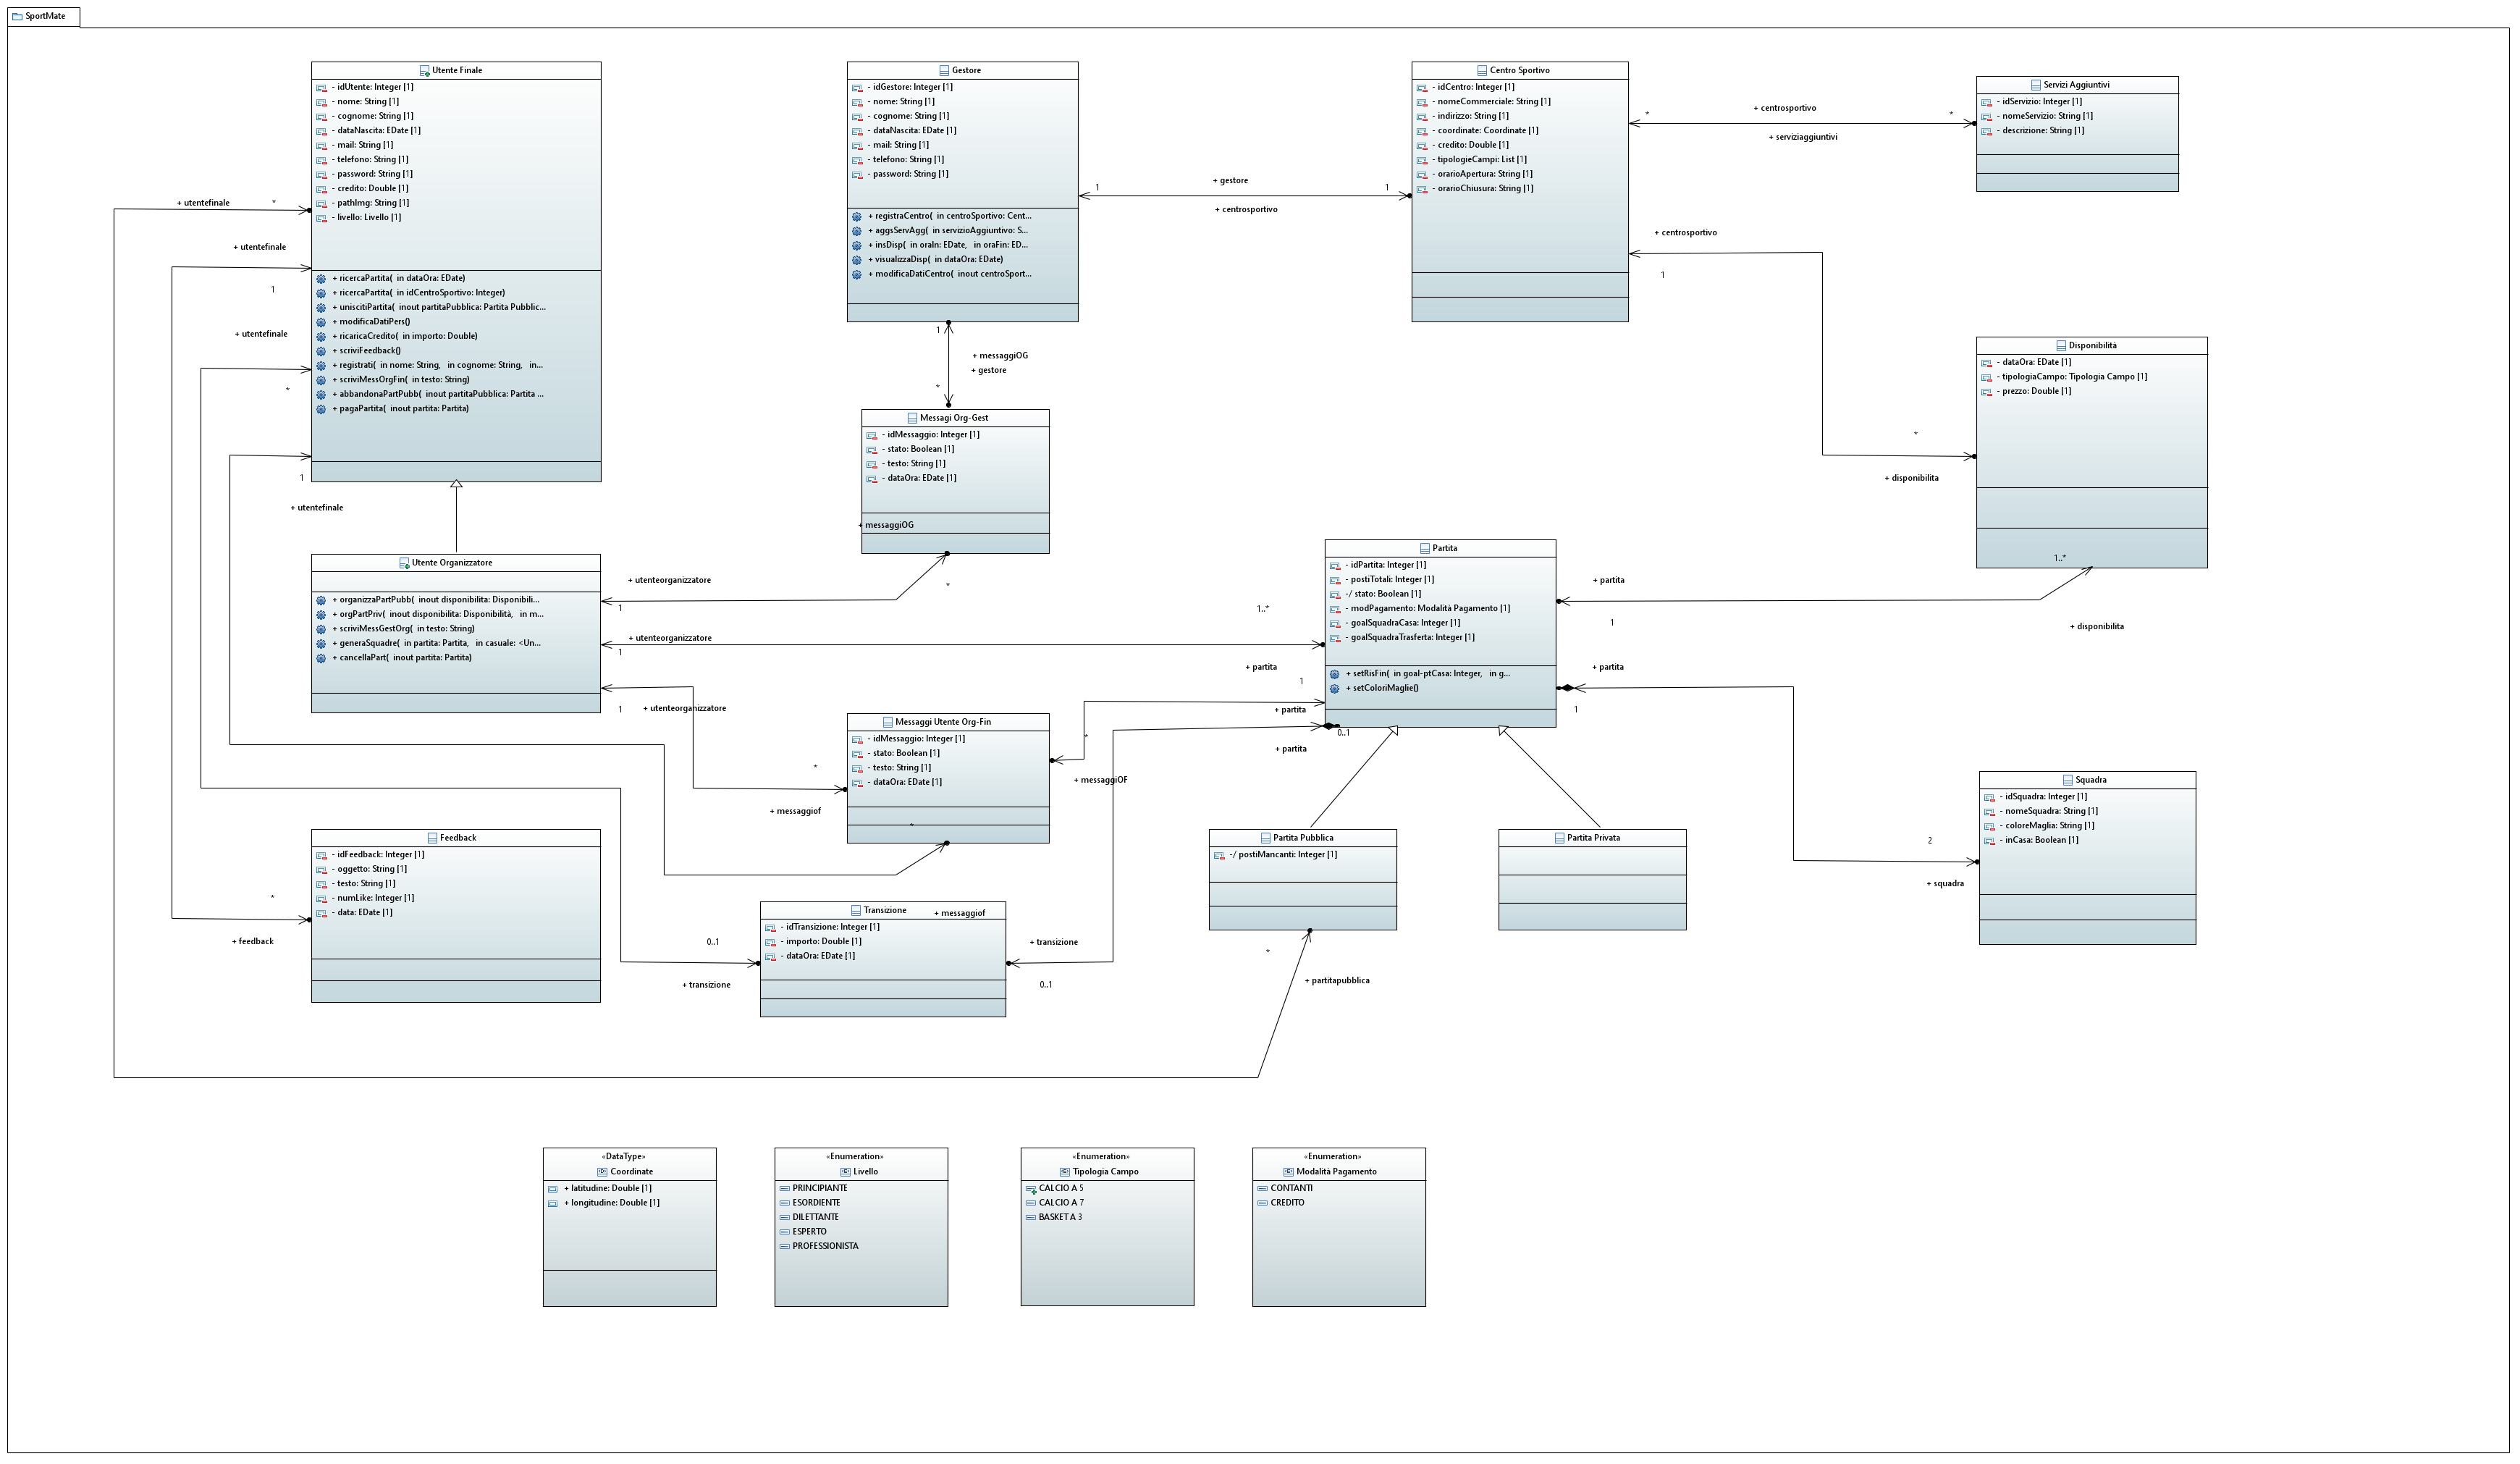 SportMate
Utente Finale
- idUtente: Integer [1]
- nome: String [1]
- cognome: String [1]
- dataNascita: EDate [1]
- mail: String [1]
- telefono: String [1]
- password: String [1]
- credito: Double [1]
- pathImg: String [1]
- livello: Livello [1]
+ ricercaPartita( in dataOra: EDate)
+ ricercaPartita( in idCentroSportivo: Integer)
+ uniscitiPartita( inout partitaPubblica: Partita Pubblic...
+ modificaDatiPers()
+ ricaricaCredito( in importo: Double)
+ scriviFeedback()
+ registrati( in nome: String, in cognome: String, in...
+ scriviMessOrgFin( in testo: String)
+ abbandonaPartPubb( inout partitaPubblica: Partita ...
+ pagaPartita( inout partita: Partita)
+ utentefinale
*
+ utentefinale
1
+ utentefinale
*
1
+ utentefinale
Gestore
- idGestore: Integer [1]
- nome: String [1]
- cognome: String [1]
- dataNascita: EDate [1]
- mail: String [1]
- telefono: String [1]
- password: String [1]
+ registraCentro( in centroSportivo: Cent...
+ aggsServAgg( in servizioAggiuntivo: S...
+ insDisp( in oraIn: EDate, in oraFin: ED...
+ visualizzaDisp( in dataOra: EDate)
+ modificaDatiCentro( inout centroSport...
1
+ gestore
1
+ centrosportivo
Centro Sportivo
- idCentro: Integer [1]
- nomeCommerciale: String [1]
- indirizzo: String [1]
- coordinate: Coordinate [1]
- credito: Double [1]
- tipologieCampi: List [1]
- orarioApertura: String [1]
- orarioChiusura: String [1]
*
+ centrosportivo
*
+ serviziaggiuntivi
Servizi Aggiuntivi
- idServizio: Integer [1]
- nomeServizio: String [1]
- descrizione: String [1]
+ centrosportivo
1
*
+ disponibilita
Disponibilità
- dataOra: EDate [1]
- tipologiaCampo: Tipologia Campo [1]
- prezzo: Double [1]
1..*
+ disponibilita
1
+ messaggiOG
+ gestore
*
Messagi Org-Gest
- idMessaggio: Integer [1]
- stato: Boolean [1]
- testo: String [1]
- dataOra: EDate [1]
+ messaggiOG
*
Utente Organizzatore
+ organizzaPartPubb( inout disponibilita: Disponibili...
+ orgPartPriv( inout disponibilita: Disponibilità, in m...
+ scriviMessGestOrg( in testo: String)
+ generaSquadre( in partita: Partita, in casuale: <Un...
+ cancellaPart( inout partita: Partita)
+ utenteorganizzatore
1
+ utenteorganizzatore
1
1
+ utenteorganizzatore
1..*
+ partita
Partita
- idPartita: Integer [1]
- postiTotali: Integer [1]
-/ stato: Boolean [1]
- modPagamento: Modalità Pagamento [1]
- goalSquadraCasa: Integer [1]
- goalSquadraTrasferta: Integer [1]
+ setRisFin( in goal-ptCasa: Integer, in g...
+ setColoriMaglie()
+ partita
1
+ partita
1
1
+ partita
0..1
+ partita
Messaggi Utente Org-Fin
- idMessaggio: Integer [1]
- stato: Boolean [1]
- testo: String [1]
- dataOra: EDate [1]
*
+ messaggiof
*
+ messaggiOF
*
+ messaggiof
Squadra
- idSquadra: Integer [1]
- nomeSquadra: String [1]
- coloreMaglia: String [1]
- inCasa: Boolean [1]
2
+ squadra
Feedback
- idFeedback: Integer [1]
- oggetto: String [1]
- testo: String [1]
- numLike: Integer [1]
- data: EDate [1]
*
+ feedback
Transizione
- idTransizione: Integer [1]
- importo: Double [1]
- dataOra: EDate [1]
0..1
+ transizione
+ transizione
0..1
Partita Pubblica
-/ postiMancanti: Integer [1]
*
+ partitapubblica
Partita Privata
«DataType»
Coordinate
+ latitudine: Double [1]
+ longitudine: Double [1]
«Enumeration»
Livello
PRINCIPIANTE
ESORDIENTE
DILETTANTE
ESPERTO
PROFESSIONISTA
«Enumeration»
Tipologia Campo
CALCIO A 5
CALCIO A 7
BASKET A 3
«Enumeration»
Modalità Pagamento
CONTANTI
CREDITO